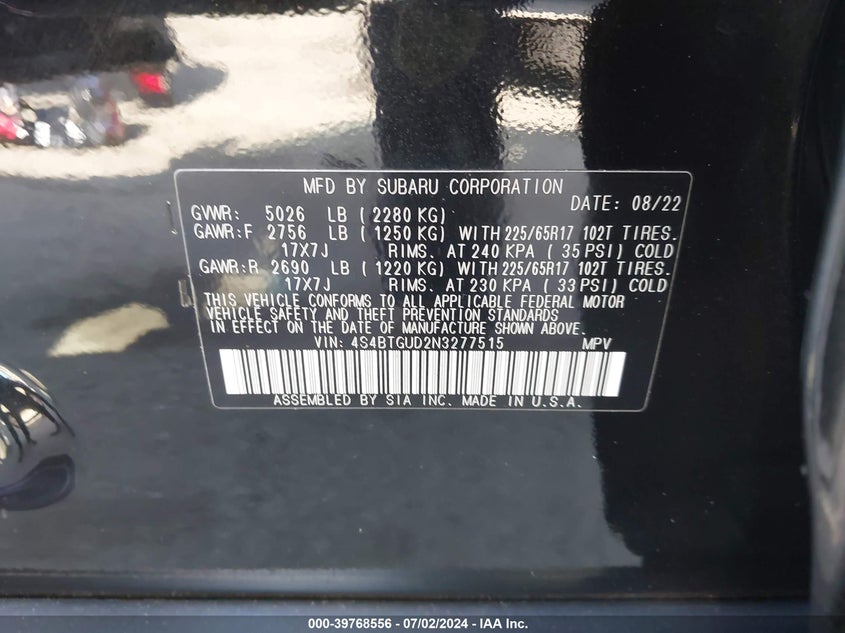 MFD BY SUBARU CORPORATION
DATE: 08/22
GVWR: 5026 LB ( 2280 KG)
GAWR:F 2756 LB ( 1250 KG) WITH 225/65R17 102T TIRES.
17X7J RIMS. AT 240 KPA ( 35 PSI) COLD
GAWR:R 2690 LB ( 1220 KG) WITH 225/65R17 102T TIRES.
17X7J RIMS. AT 230 KPA ( 33 PSI) COLD
THIS VEHICLE CONFORMS TO ALL APPLICABLE FEDERAL MOTOR
VEHICLE SAFETY AND THEFT PREVENTION STANDARDS
IN EFFECT ON THE DATE OF MANUFACTURE SHOWN ABOVE.
VIN: 4S4BTGUD2N3277515 MPV
ASSEMBLED BY SIA INC. MADE IN U.S.A.
000-39768556 - 07/02/2024 - IAA Inc.